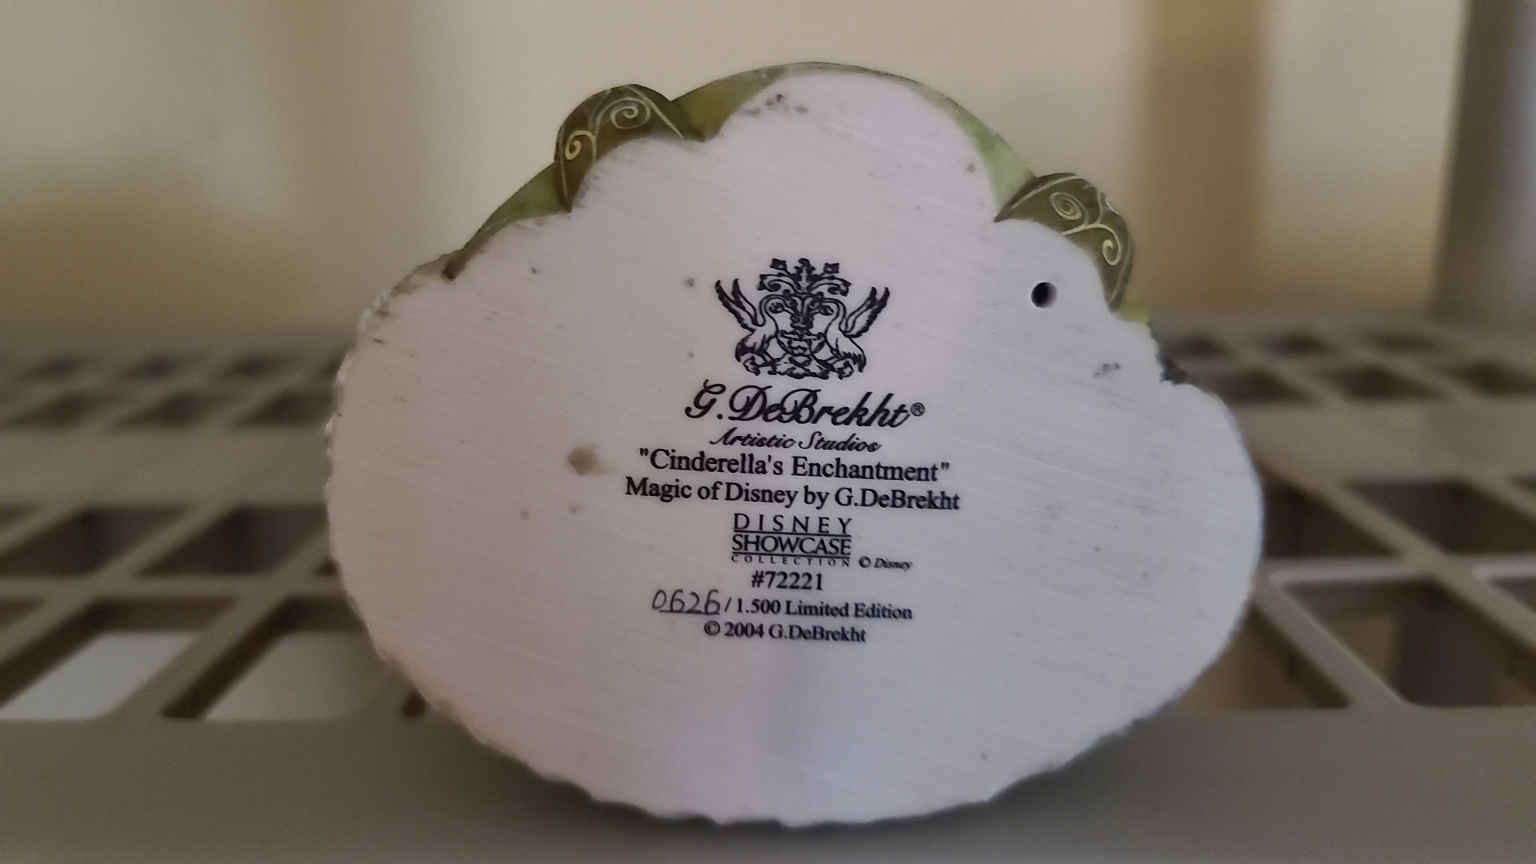 G.DeBrekht®
Artistic Studios
"Cinderella's Enchantment"
Magic of Disney by G.DeBrekht
DISNEY
SHOWCASE
COLLECTION © Disney
#72221
0626/1.500 Limited Edition
© 2004 G.DeBrekht